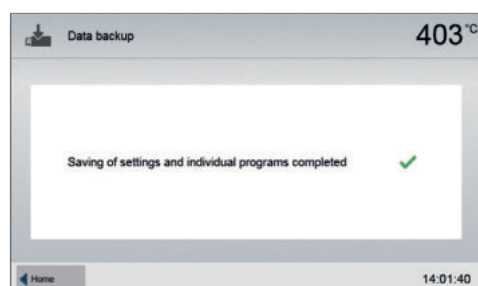 Data backup
403 °C
Saving of settings and individual programs completed
Home
14:01:40